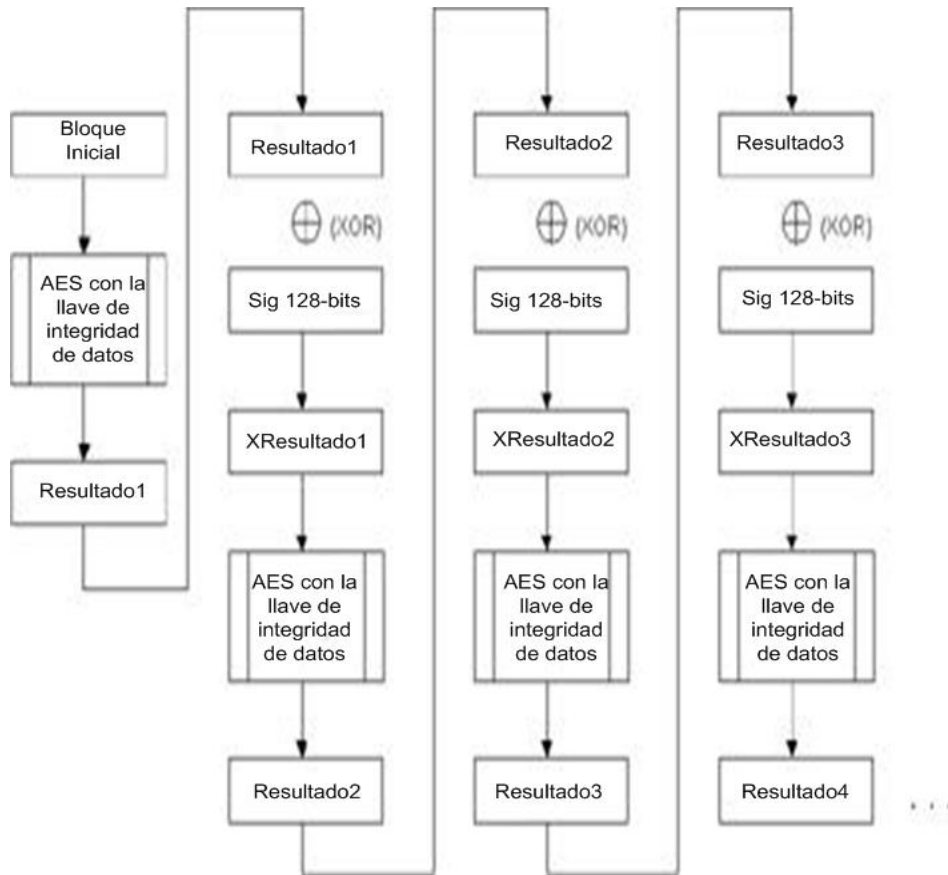 Bloque
Inicial
AES con la
llave de
integridad
de datos
Resultado1
Resultado1
⊕ (XOR)
Sig 128-bits
XResultado1
AES con la
llave de
integridad
de datos
Resultado2
Resultado2
⊕ (XOR)
Sig 128-bits
XResultado2
AES con la
llave de
integridad
de datos
Resultado3
Resultado3
⊕ (XOR)
Sig 128-bits
XResultado3
AES con la
llave de
integridad
de datos
Resultado4
....